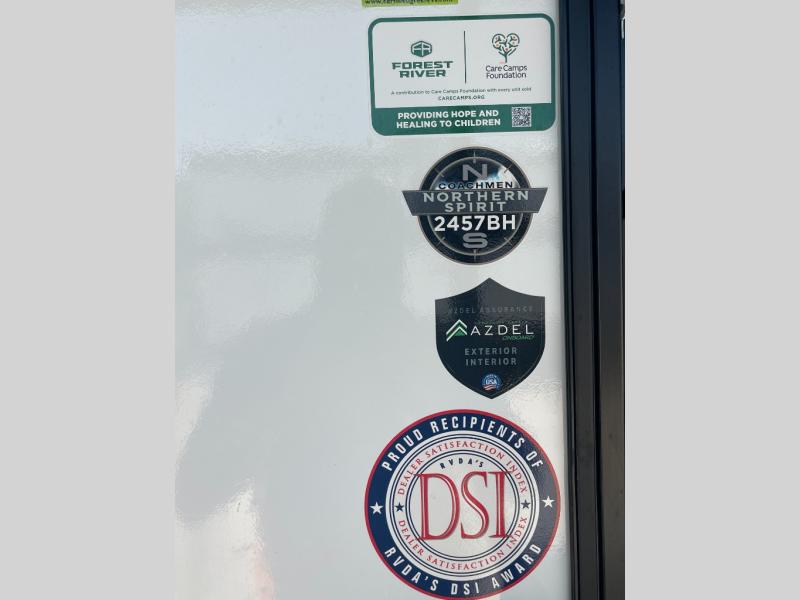 FR
FOREST
RIVER
Care Camps
Foundation
A contribution to Care Camps Foundation with every unit sold
CARECAMPS.ORG
PROVIDING HOPE AND
HEALING TO CHILDREN
N
COACHMEN
NORTHERN
SPIRIT
2457BH
S
AZDEL ASSURANCE
AZDEL
ONBOARD
EXTERIOR
INTERIOR
USA
PROUD RECIPIENTS OF
DEALER SATISFACTION INDEX
RVDA'S
DSI
DEALER SATISFACTION INDEX
RVDA'S DSI AWARD